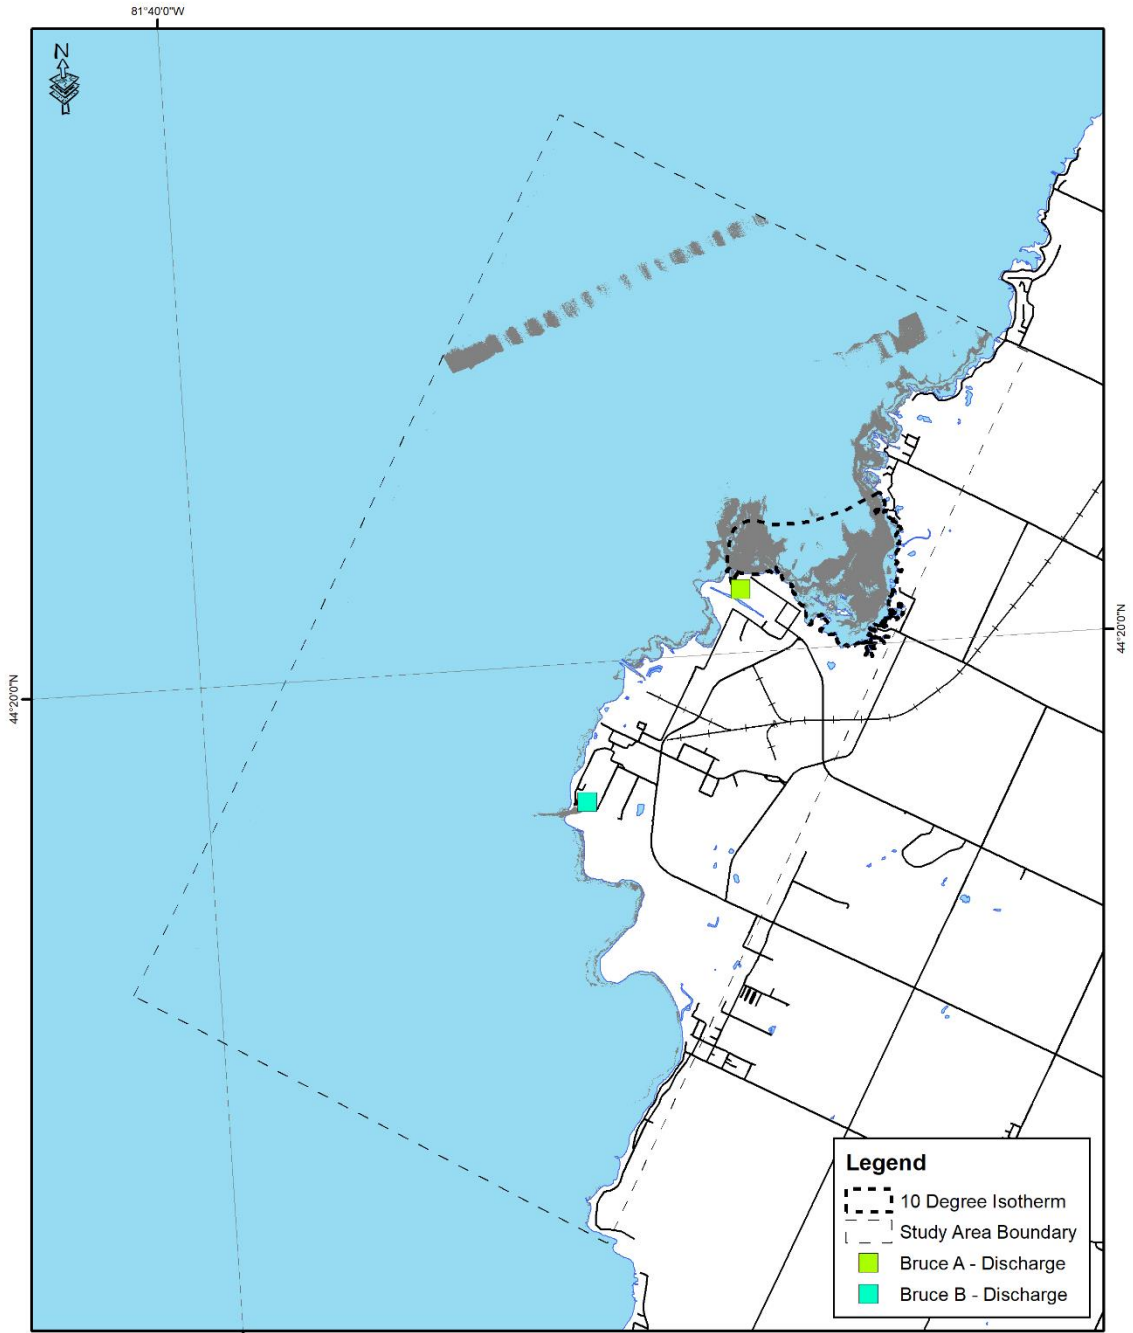 81°40'0"W
N
44°20'0"N
44°20'0"N
Legend
10 Degree Isotherm
Study Area Boundary
Bruce A - Discharge
Bruce B - Discharge